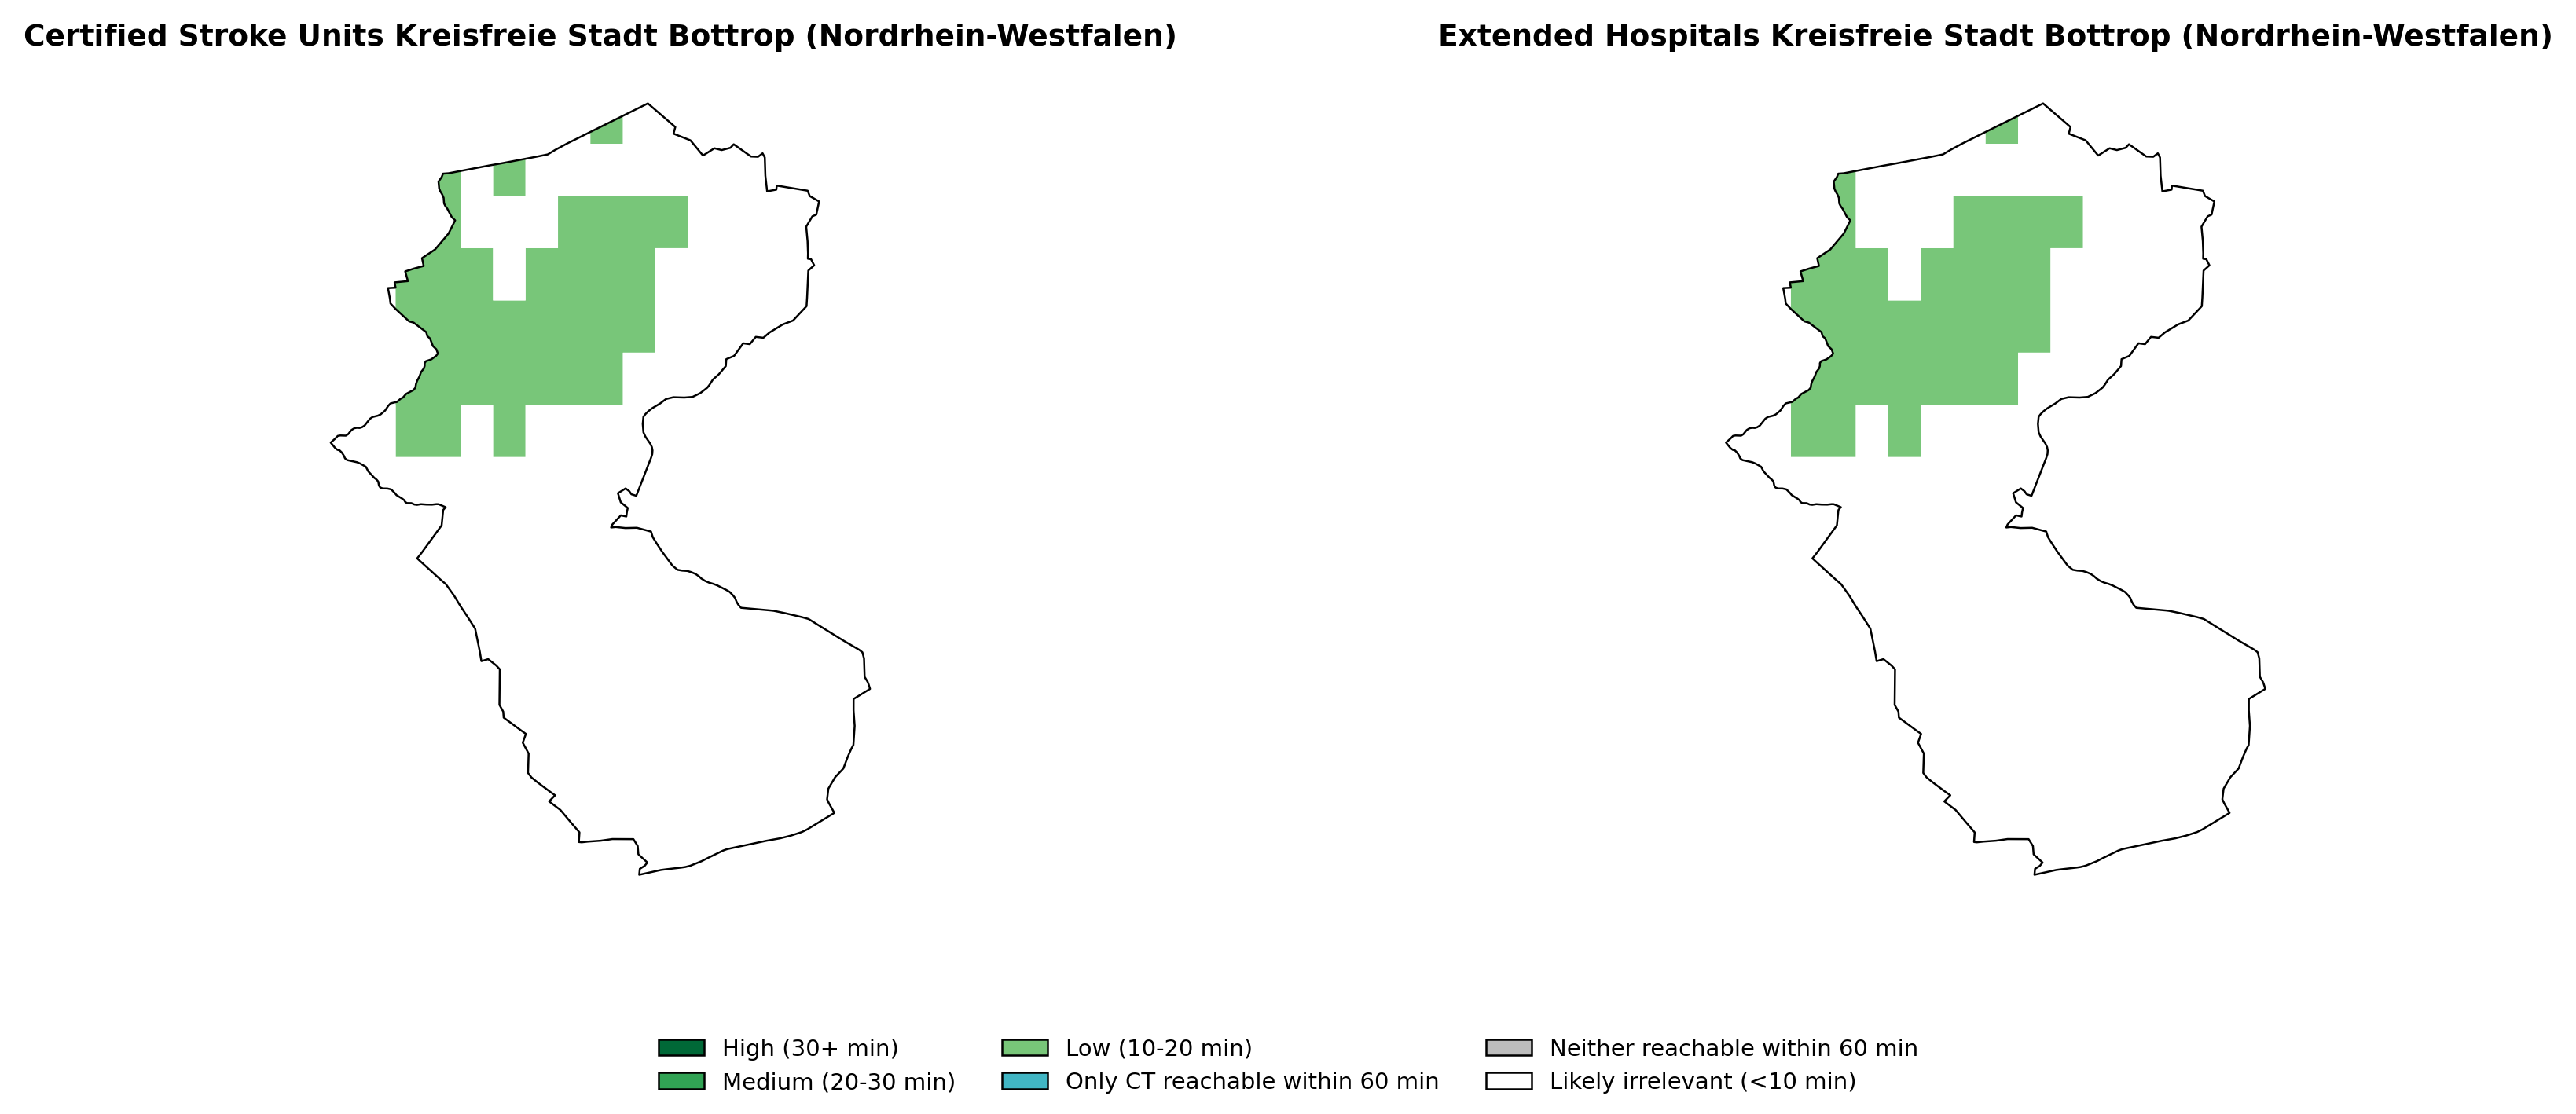 Certified Stroke Units Kreisfreie Stadt Bottrop (Nordrhein-Westfalen)
Extended Hospitals Kreisfreie Stadt Bottrop (Nordrhein-Westfalen)
High (30+ min)
Medium (20-30 min)
Low (10-20 min)
Only CT reachable within 60 min
Neither reachable within 60 min
Likely irrelevant (<10 min)